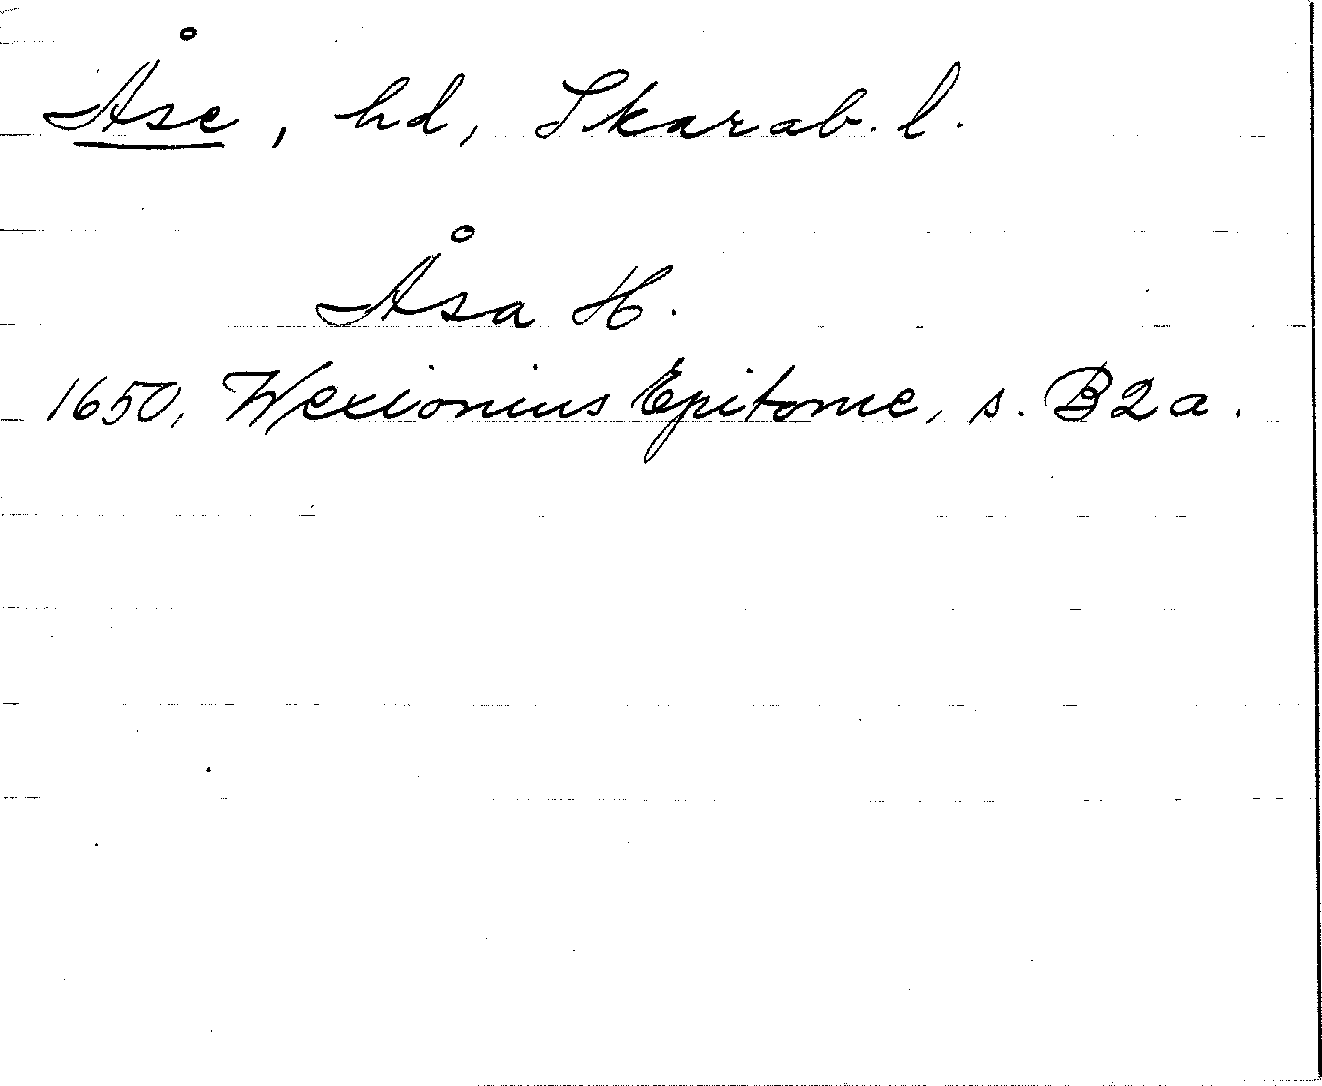 Åse, hd, Skarab. l.
Åsa H.
1650, Wexionius Epitome, s. B2a.